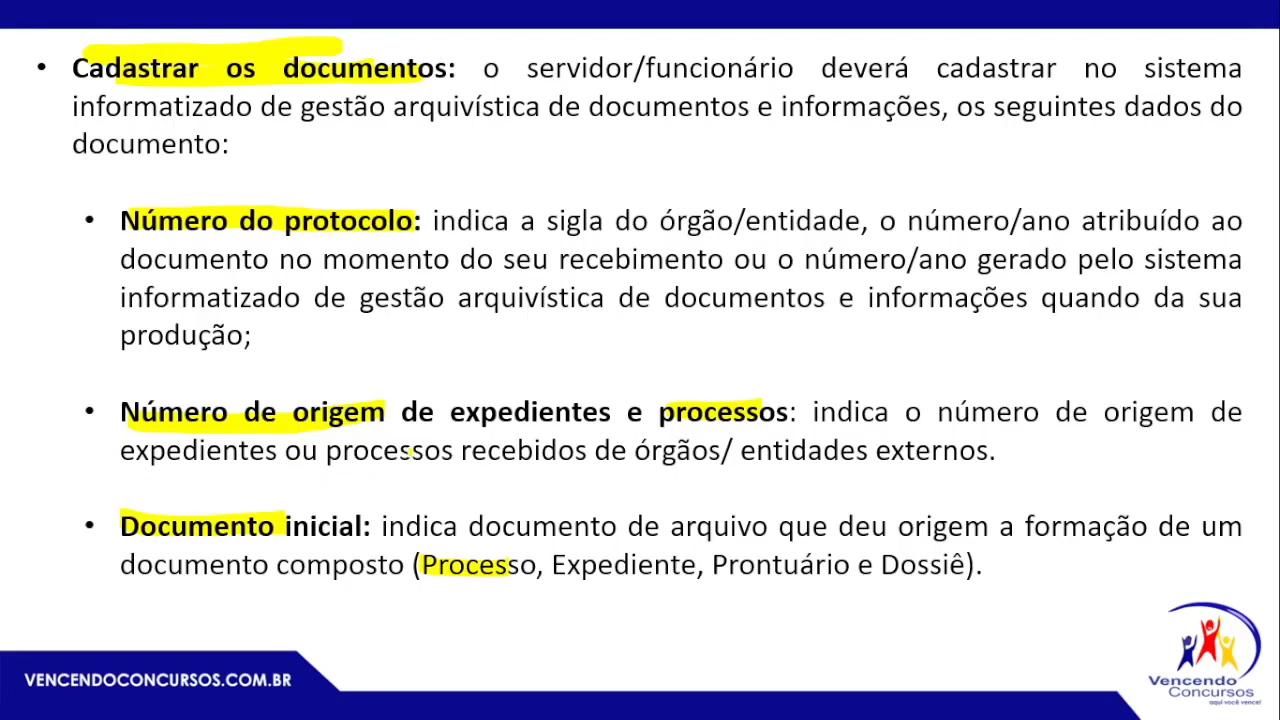 • Cadastrar os documentos: o servidor/funcionário deverá cadastrar no sistema
informatizado de gestão arquivística de documentos e informações, os seguintes dados do
documento:
• Número do protocolo: indica a sigla do órgão/entidade, o número/ano atribuído ao
documento no momento do seu recebimento ou o número/ano gerado pelo sistema
informatizado de gestão arquivística de documentos e informações quando da sua
produção;
• Número de origem de expedientes e processos: indica o número de origem de
expedientes ou processos recebidos de órgãos/ entidades externos.
• Documento inicial: indica documento de arquivo que deu origem a formação de um
documento composto (Processo, Expediente, Prontuário e Dossiê).
VENCENDOCONCURSOS.COM.BR
Vencendo
Concursos
aqui você vence!